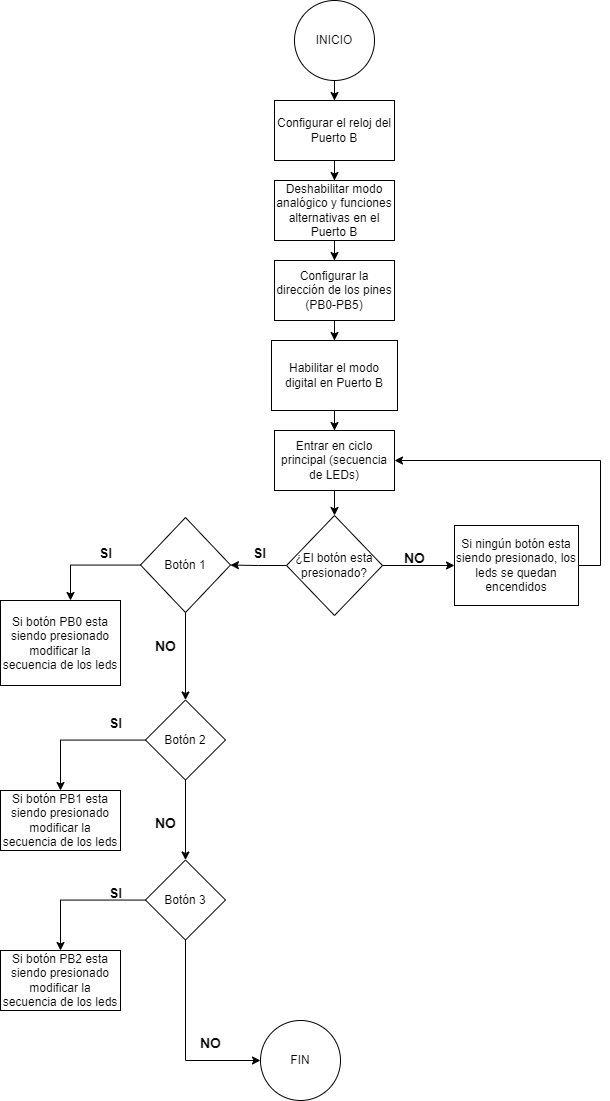 INICIO
Configurar el reloj del
Puerto B
Deshabilitar modo
analógico y funciones
alternativas en el
Puerto B
Configurar la
dirección de los pines
(PB0-PB5)
Habilitar el modo
digital en Puerto B
Entrar en ciclo
principal (secuencia
de LEDs)
¿El botón esta
presionado?
NO
Si ningún botón esta
siendo presionado, los
leds se quedan
encendidos
SI
Botón 1
SI
Si botón PB0 esta
siendo presionado
modificar la
secuencia de los leds
NO
Botón 2
SI
Si botón PB1 esta
siendo presionado
modificar la
secuencia de los leds
NO
Botón 3
SI
Si botón PB2 esta
siendo presionado
modificar la
secuencia de los leds
NO
FIN